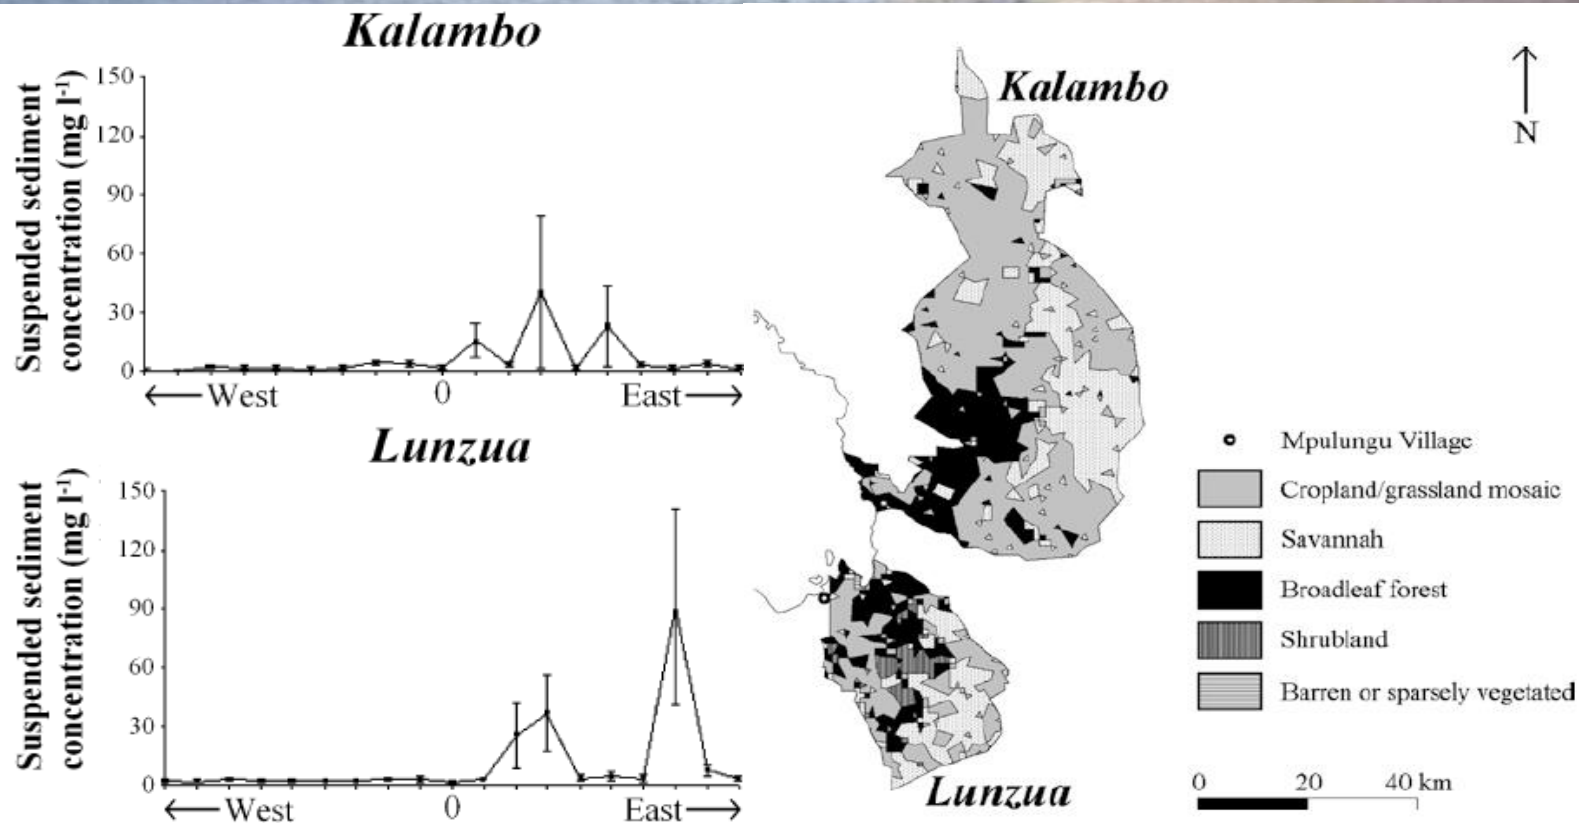 Kalambo
Suspended sediment
concentration (mg l⁻¹)
150
120
90
60
30
0
West
0
East
Lunzua
Suspended sediment
concentration (mg l⁻¹)
150
120
90
60
30
0
West
0
East
Kalambo
N
Mpulungu Village
Cropland/grassland mosaic
Savannah
Broadleaf forest
Shrubland
Barren or sparsely vegetated
0 20 40 km
Lunzua